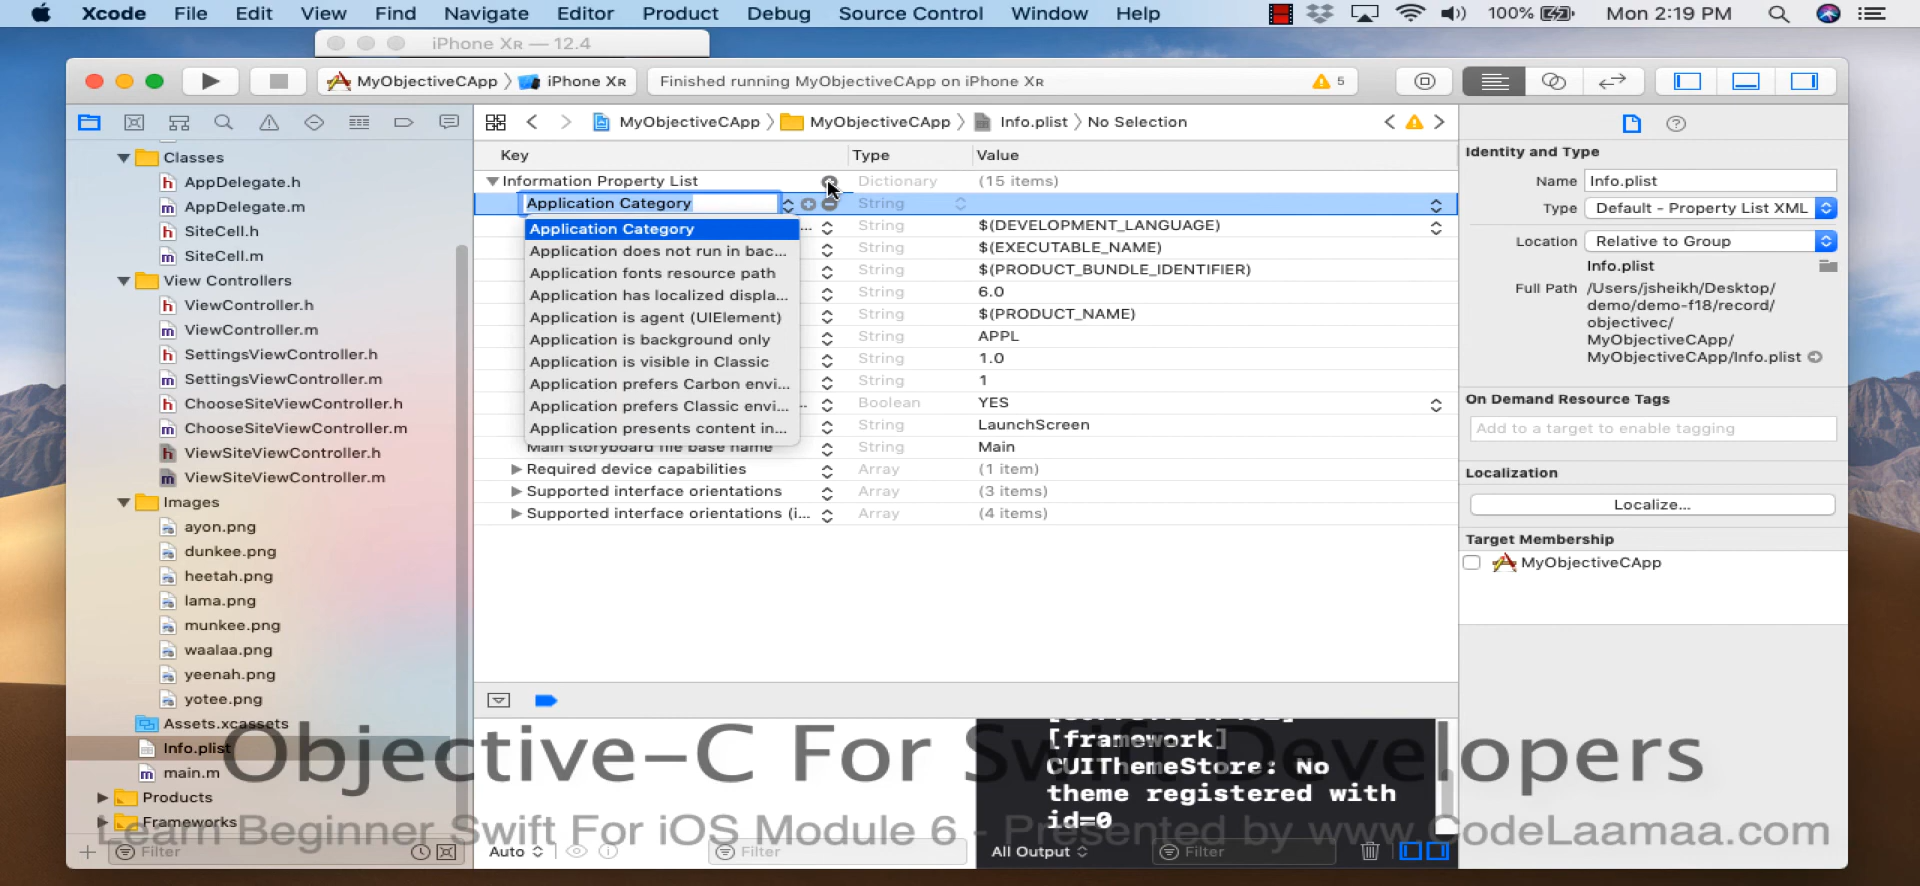 Xcode File Edit View Find Navigate Editor Product Debug Source Control Window Help 100% Mon 2:19 PM
iPhone XR — 12.4
MyObjectiveCApp iPhone XR Finished running MyObjectiveCApp on iPhone XR 5
MyObjectiveCApp MyObjectiveCApp Info.plist No Selection
Classes
AppDelegate.h
AppDelegate.m
SiteCell.h
SiteCell.m
View Controllers
ViewController.h
ViewController.m
SettingsViewController.h
SettingsViewController.m
ChooseSiteViewController.h
ChooseSiteViewController.m
ViewSiteViewController.h
ViewSiteViewController.m
Images
ayon.png
dunkee.png
heetah.png
lama.png
munkee.png
waalaa.png
yeenah.png
yotee.png
Assets.xcassets
Info.plist
main.m
Products
Frameworks
Filter
Key Type Value
Information Property List Dictionary (15 items)
Application Category String
Application Category ... String $(DEVELOPMENT_LANGUAGE)
Application does not run in bac... String $(EXECUTABLE_NAME)
Application fonts resource path String $(PRODUCT_BUNDLE_IDENTIFIER)
Application has localized displa... String 6.0
Application is agent (UIElement) String $(PRODUCT_NAME)
Application is background only String APPL
Application is visible in Classic String 1.0
Application prefers Carbon envi... String 1
Application prefers Classic envi... ... Boolean YES
Application presents content in... String LaunchScreen
Main storyboard file base name String Main
Required device capabilities Array (1 item)
Supported interface orientations Array (3 items)
Supported interface orientations (i... Array (4 items)
Identity and Type
Name Info.plist
Type Default - Property List XML
Location Relative to Group
Info.plist
Full Path /Users/jsheikh/Desktop/
demo/demo-f18/record/
objectivec/
MyObjectiveCApp/
MyObjectiveCApp/Info.plist
On Demand Resource Tags
Add to a target to enable tagging
Localization
Localize...
Target Membership
MyObjectiveCApp
[framework]
CUIThemeStore: No
theme registered with
id=0
Auto Filter All Output Filter
Objective-C For Swift Developers
Learn Beginner Swift For iOS Module 6 - Presented by www.CodeLaamaa.com